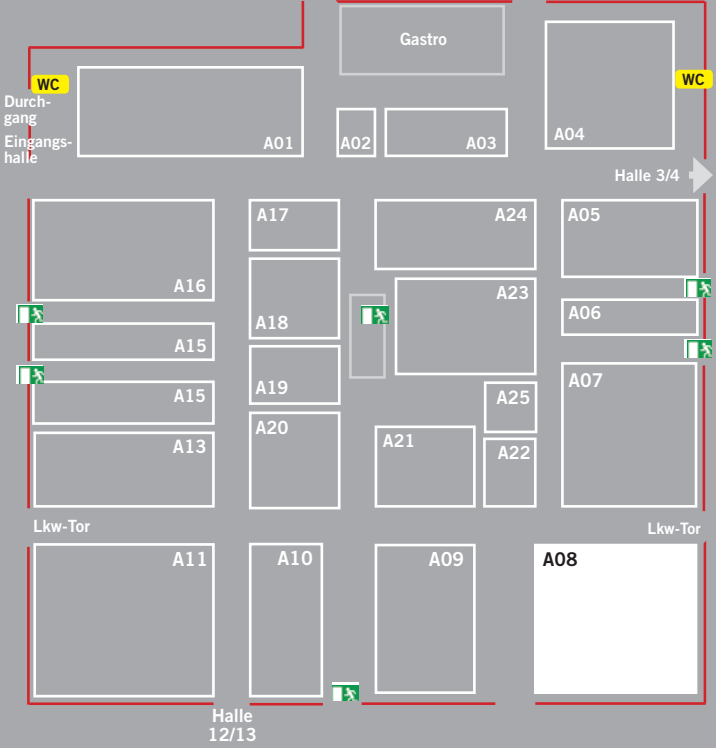 Gastro
WC
WC
Durch-
gang
Eingangs-
halle
A01
A02
A03
A04
Halle 3/4
A17
A24
A05
A16
A23
A06
A18
A15
A07
A19
A15
A25
A20
A21
A13
A22
Lkw-Tor
Lkw-Tor
A11
A10
A09
A08
Halle
12/13